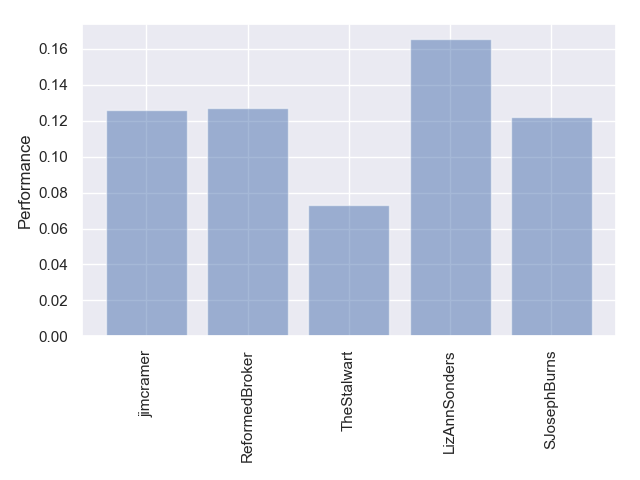 0.16
0.14
0.12
0.10
0.08
0.06
0.04
0.02
0.00
Performance
jimcramer
ReformedBroker
TheStalwart
LizAnnSonders
SJosephBurns